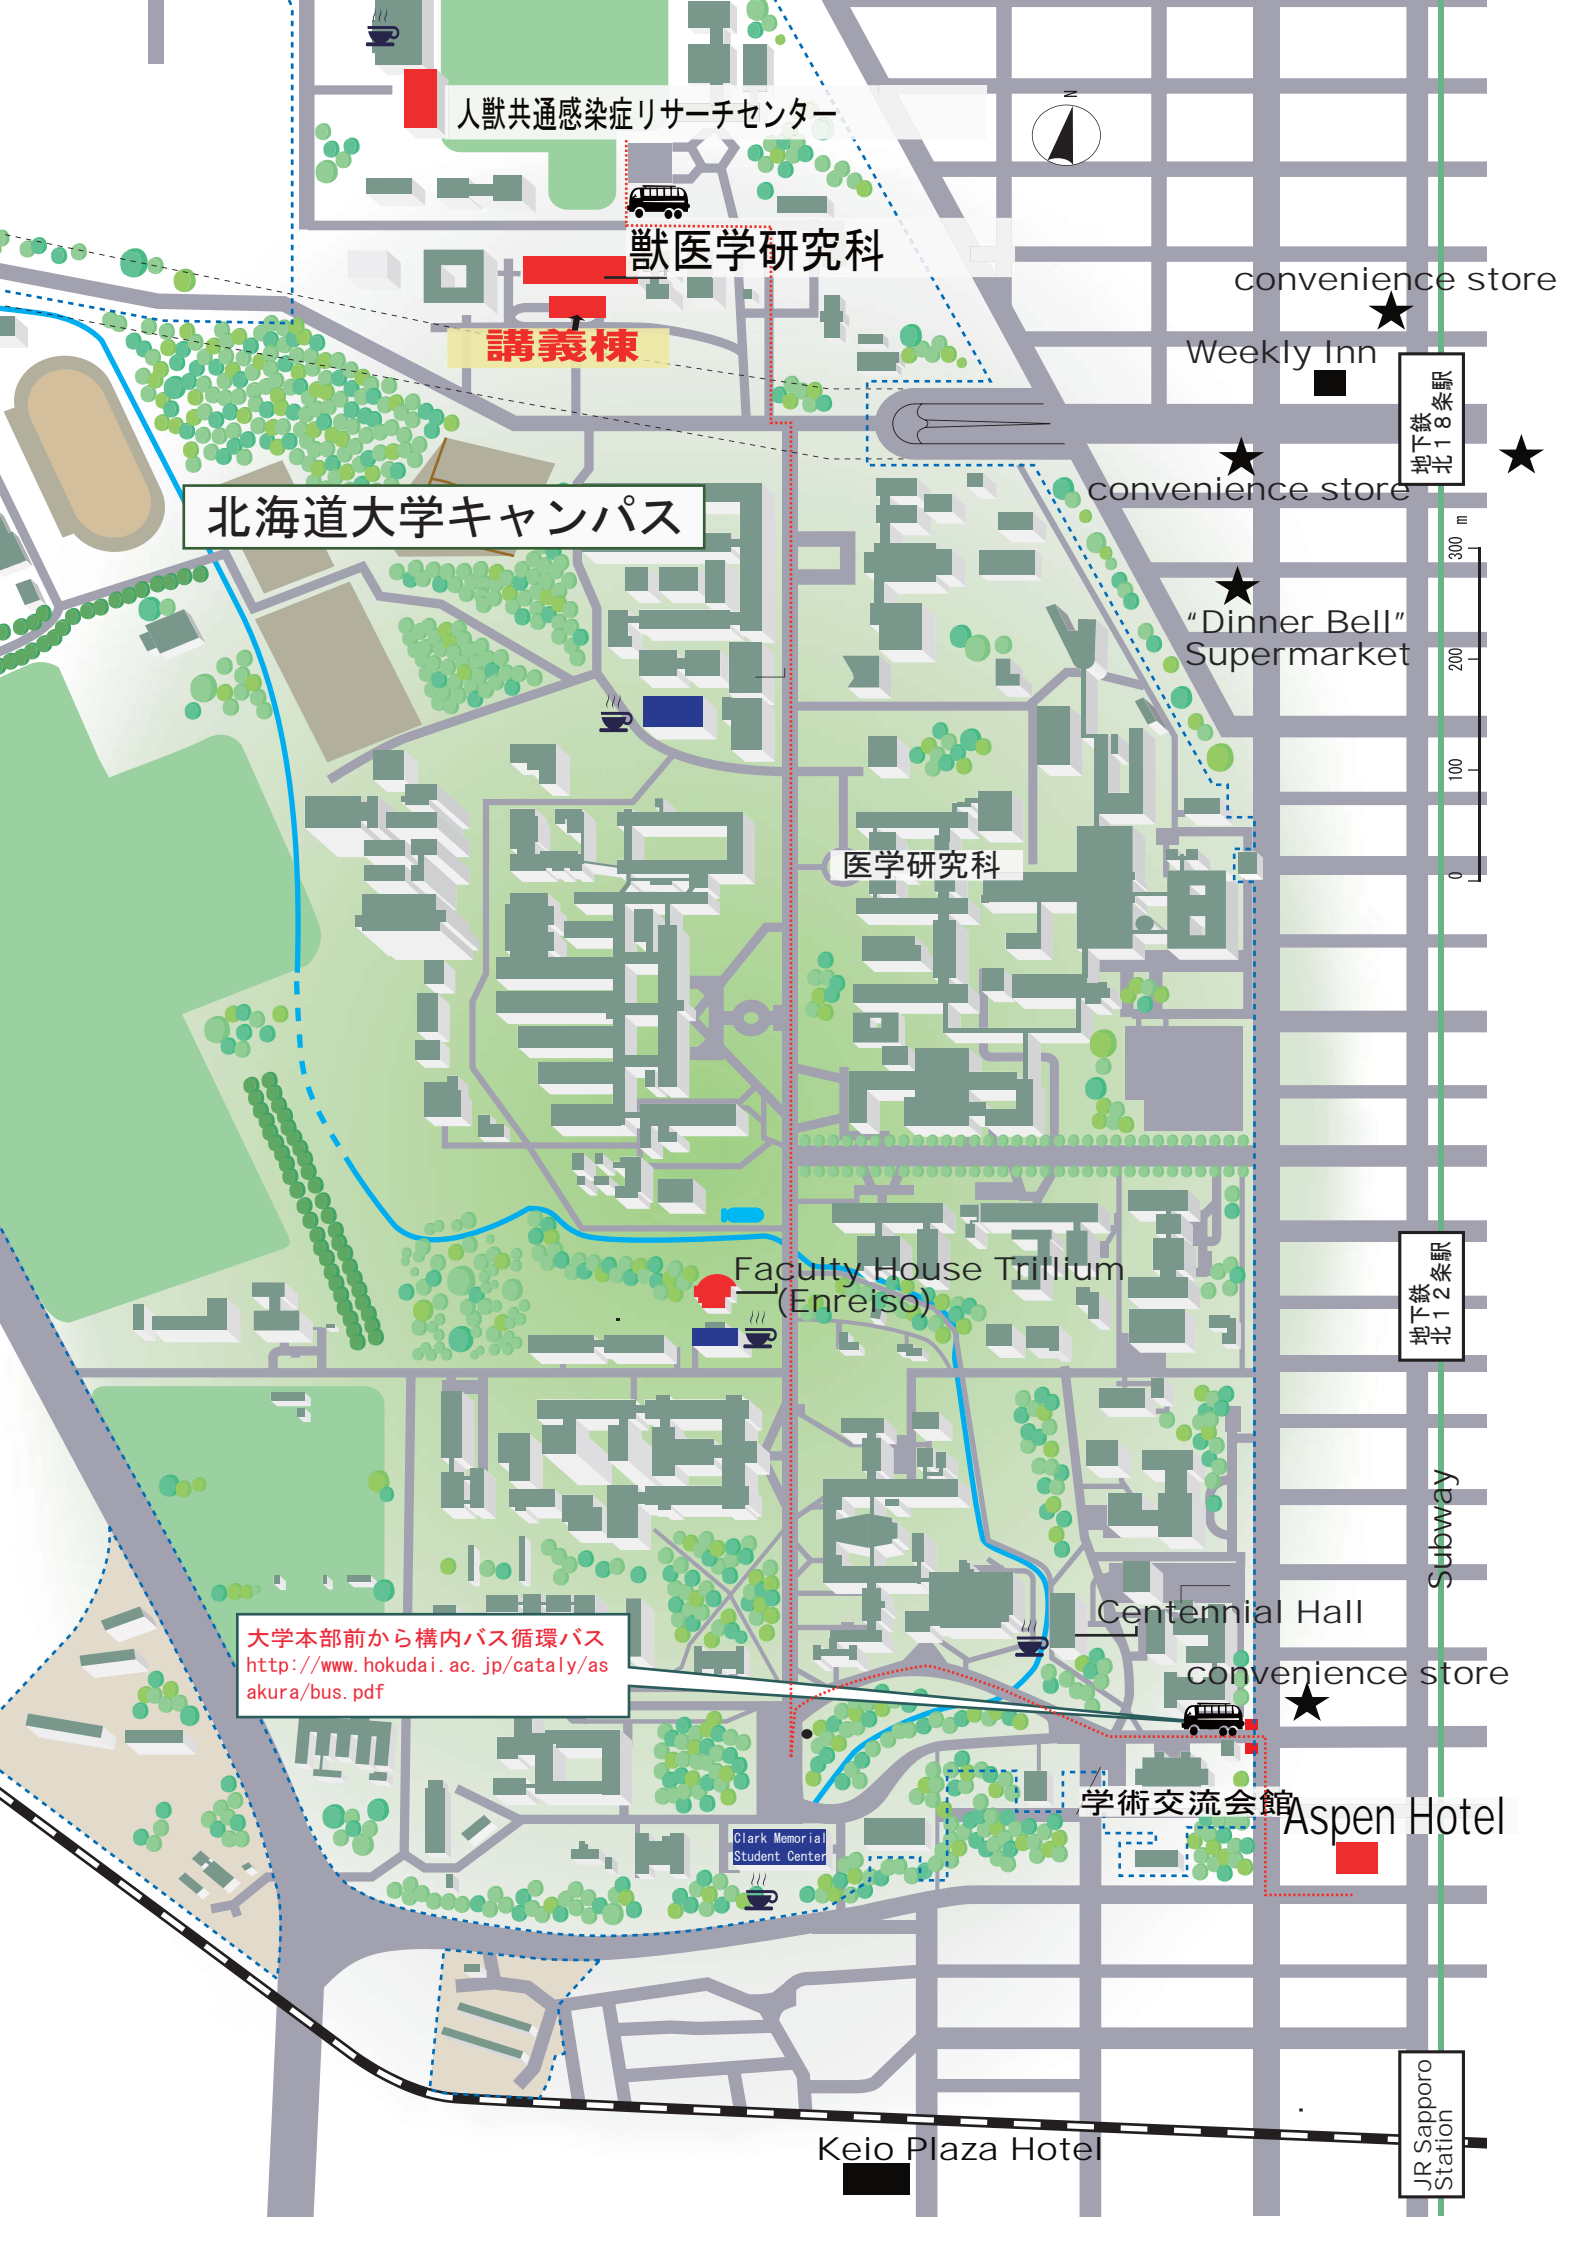 人獣共通感染症リサーチセンター
N
獣医学研究科
convenience store
講義棟
Weekly Inn
地下鉄
北18条駅
convenience store
北海道大学キャンパス
300 m
200
100
0
“Dinner Bell”
Supermarket
医学研究科
地下鉄
北12条駅
Faculty House Trillium
(Enreiso)
Subway
Centennial Hall
大学本部前から構内バス循環バス
http://www.hokudai.ac.jp/cataly/as
akura/bus.pdf
convenience store
学術交流会館
Aspen Hotel
Clark Memorial
Student Center
JR Sapporo
Station
Keio Plaza Hotel